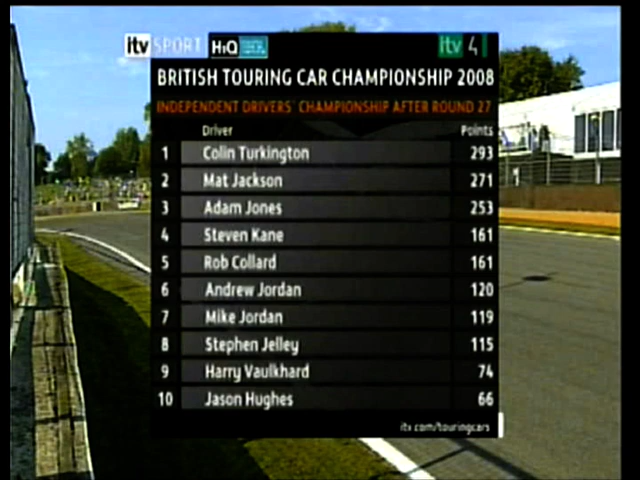 itv SPORT HiQ itv 4
BRITISH TOURING CAR CHAMPIONSHIP 2008
INDEPENDENT DRIVERS' CHAMPIONSHIP AFTER ROUND 27
Driver Points
1 Colin Turkington 293
2 Mat Jackson 271
3 Adam Jones 253
4 Steven Kane 161
5 Rob Collard 161
6 Andrew Jordan 120
7 Mike Jordan 119
8 Stephen Jelley 115
9 Harry Vaulkhard 74
10 Jason Hughes 66
itv.com/touringcars